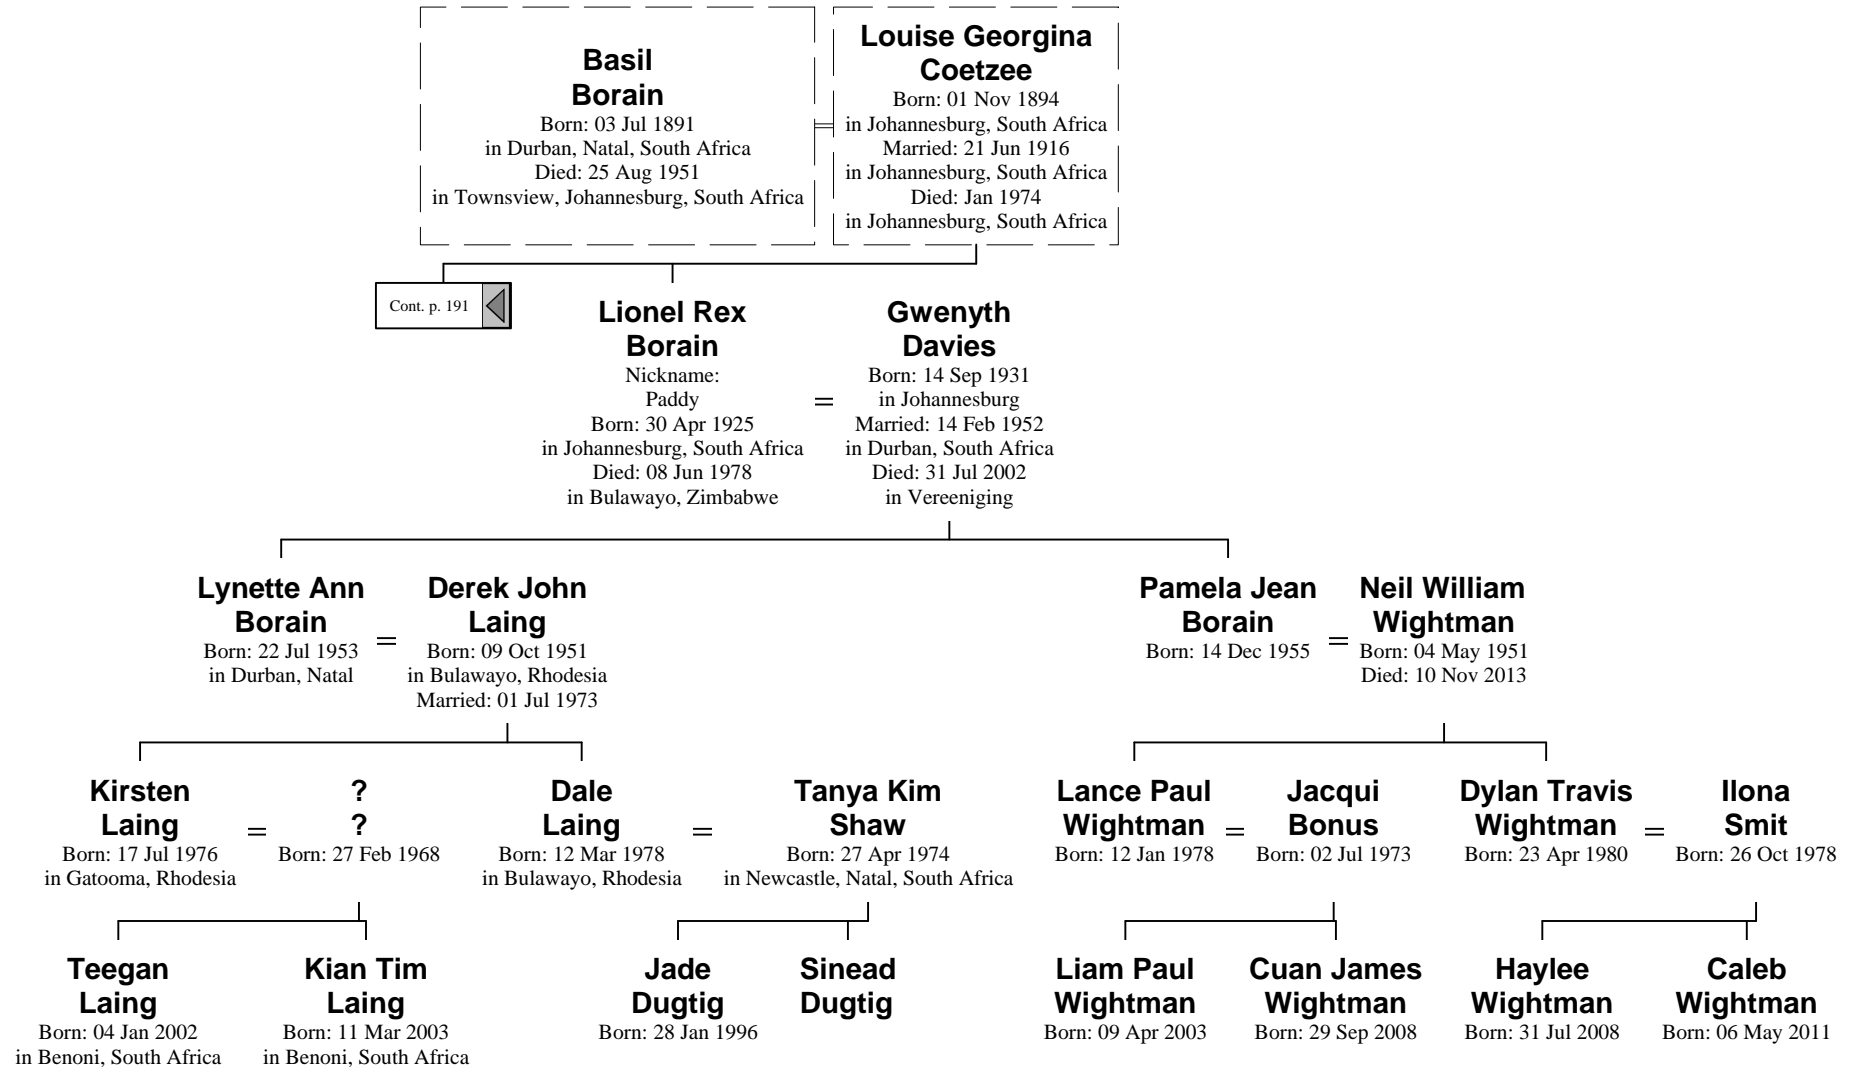 Basil
Borain
Born: 03 Jul 1891
in Durban, Natal, South Africa
Died: 25 Aug 1951
in Townsview, Johannesburg, South Africa
Louise Georgina
Coetzee
Born: 01 Nov 1894
in Johannesburg, South Africa
Married: 21 Jun 1916
in Johannesburg, South Africa
Died: Jan 1974
in Johannesburg, South Africa
Cont. p. 191
Lionel Rex
Borain
Nickname:
Paddy
Born: 30 Apr 1925
in Johannesburg, South Africa
Died: 08 Jun 1978
in Bulawayo, Zimbabwe
=
Gwenyth
Davies
Born: 14 Sep 1931
in Johannesburg
Married: 14 Feb 1952
in Durban, South Africa
Died: 31 Jul 2002
in Vereeniging
Lynette Ann
Borain
Born: 22 Jul 1953
in Durban, Natal
=
Derek John
Laing
Born: 09 Oct 1951
in Bulawayo, Rhodesia
Married: 01 Jul 1973
Pamela Jean
Borain
Born: 14 Dec 1955
=
Neil William
Wightman
Born: 04 May 1951
Died: 10 Nov 2013
Kirsten
Laing
Born: 17 Jul 1976
in Gatooma, Rhodesia
=
?
?
Born: 27 Feb 1968
Dale
Laing
Born: 12 Mar 1978
in Bulawayo, Rhodesia
=
Tanya Kim
Shaw
Born: 27 Apr 1974
in Newcastle, Natal, South Africa
Lance Paul
Wightman
Born: 12 Jan 1978
=
Jacqui
Bonus
Born: 02 Jul 1973
Dylan Travis
Wightman
Born: 23 Apr 1980
=
Ilona
Smit
Born: 26 Oct 1978
Teegan
Laing
Born: 04 Jan 2002
in Benoni, South Africa
Kian Tim
Laing
Born: 11 Mar 2003
in Benoni, South Africa
Jade
Dugtig
Born: 28 Jan 1996
Sinead
Dugtig
Liam Paul
Wightman
Born: 09 Apr 2003
Cuan James
Wightman
Born: 29 Sep 2008
Haylee
Wightman
Born: 31 Jul 2008
Caleb
Wightman
Born: 06 May 2011